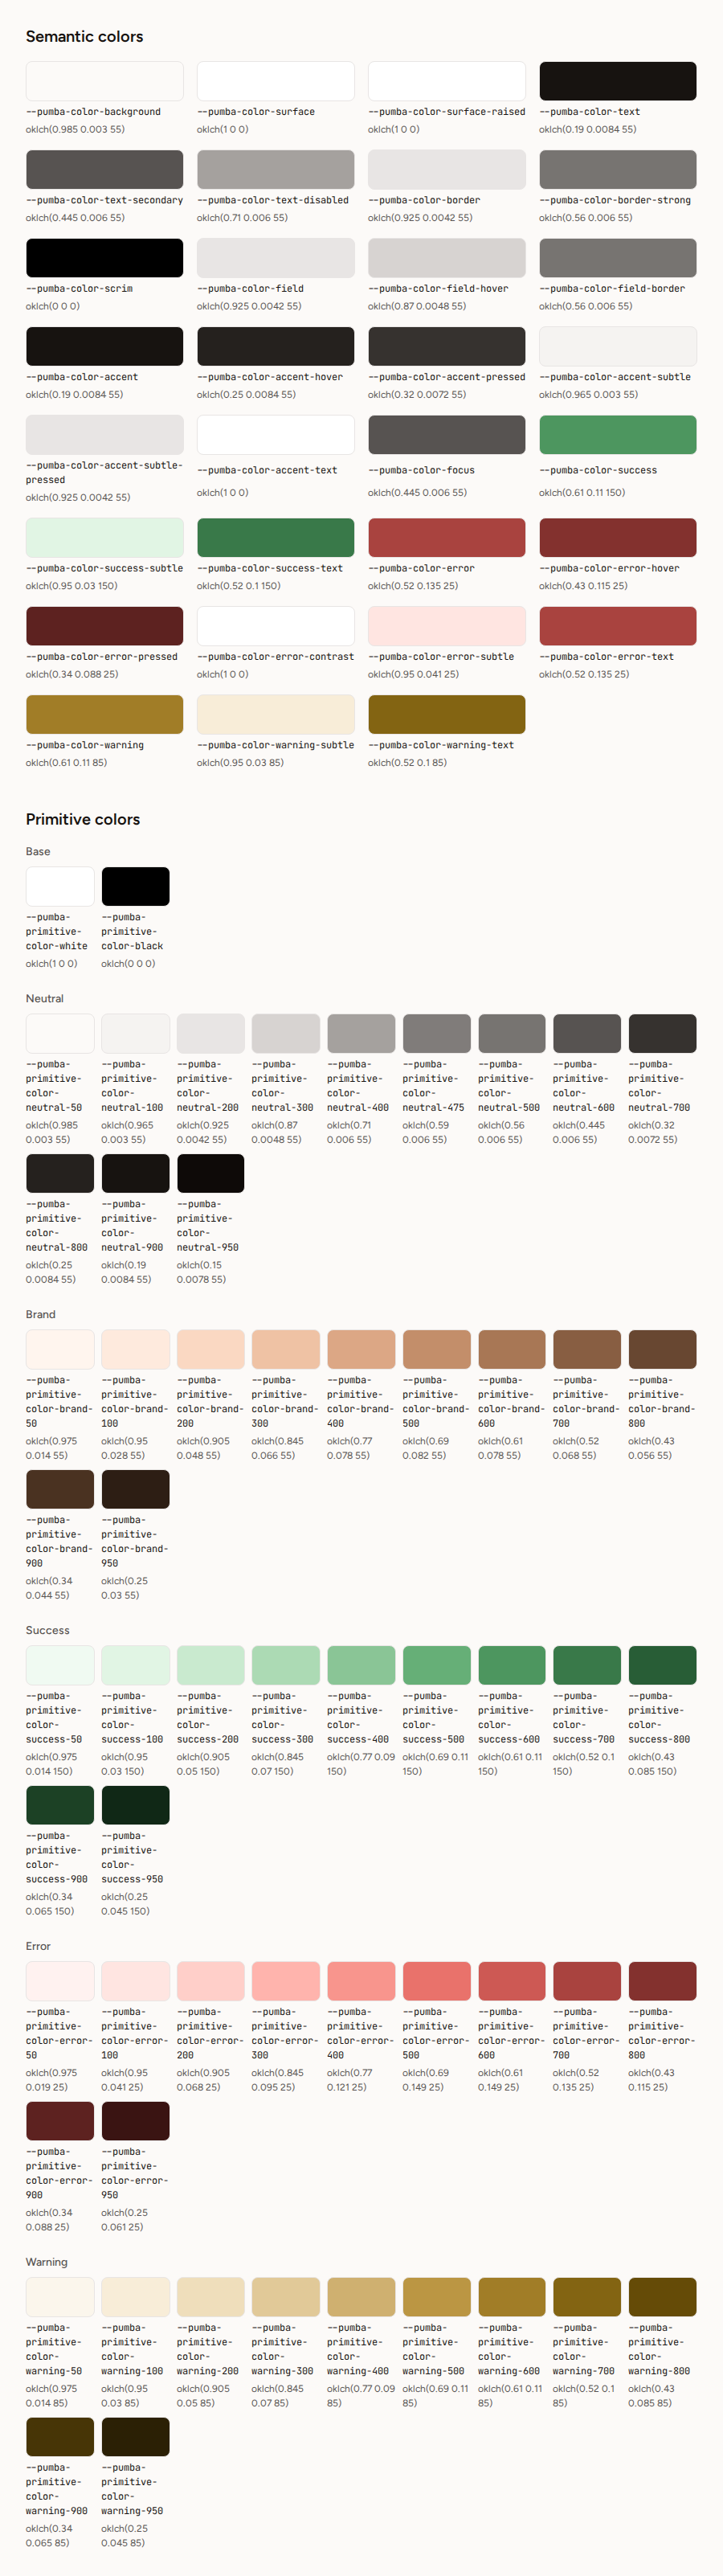 Semantic colors
--pumba-color-background
--pumba-color-surface
--pumba-color-surface-raised
--pumba-color-text
oklch(0.985 0.003 55)
oklch(1 0 0)
oklch(1 0 0)
oklch(0.19 0.0084 55)
--pumba-color-text-secondary
--pumba-color-text-disabled
--pumba-color-border
--pumba-color-border-strong
oklch(0.445 0.006 55)
oklch(0.71 0.006 55)
oklch(0.925 0.0042 55)
oklch(0.56 0.006 55)
--pumba-color-scrim
--pumba-color-field
--pumba-color-field-hover
--pumba-color-field-border
oklch(0 0 0)
oklch(0.925 0.0042 55)
oklch(0.87 0.0048 55)
oklch(0.56 0.006 55)
--pumba-color-accent
--pumba-color-accent-hover
--pumba-color-accent-pressed
--pumba-color-accent-subtle
oklch(0.19 0.0084 55)
oklch(0.25 0.0084 55)
oklch(0.32 0.0072 55)
oklch(0.965 0.003 55)
--pumba-color-accent-subtle-
pressed
--pumba-color-accent-text
--pumba-color-focus
--pumba-color-success
oklch(0.925 0.0042 55)
oklch(1 0 0)
oklch(0.445 0.006 55)
oklch(0.61 0.11 150)
--pumba-color-success-subtle
--pumba-color-success-text
--pumba-color-error
--pumba-color-error-hover
oklch(0.95 0.03 150)
oklch(0.52 0.1 150)
oklch(0.52 0.135 25)
oklch(0.43 0.115 25)
--pumba-color-error-pressed
--pumba-color-error-contrast
--pumba-color-error-subtle
--pumba-color-error-text
oklch(0.34 0.088 25)
oklch(1 0 0)
oklch(0.95 0.041 25)
oklch(0.52 0.135 25)
--pumba-color-warning
--pumba-color-warning-subtle
--pumba-color-warning-text
oklch(0.61 0.11 85)
oklch(0.95 0.03 85)
oklch(0.52 0.1 85)
Primitive colors
Base
--pumba-
primitive-
color-white
oklch(1 0 0)
--pumba-
primitive-
color-black
oklch(0 0 0)
Neutral
--pumba-
primitive-
color-
neutral-50
oklch(0.985
0.003 55)
--pumba-
primitive-
color-
neutral-100
oklch(0.965
0.003 55)
--pumba-
primitive-
color-
neutral-200
oklch(0.925
0.0042 55)
--pumba-
primitive-
color-
neutral-300
oklch(0.87
0.0048 55)
--pumba-
primitive-
color-
neutral-400
oklch(0.71
0.006 55)
--pumba-
primitive-
color-
neutral-475
oklch(0.59
0.006 55)
--pumba-
primitive-
color-
neutral-500
oklch(0.56
0.006 55)
--pumba-
primitive-
color-
neutral-600
oklch(0.445
0.006 55)
--pumba-
primitive-
color-
neutral-700
oklch(0.32
0.0072 55)
--pumba-
primitive-
color-
neutral-800
oklch(0.25
0.0084 55)
--pumba-
primitive-
color-
neutral-900
oklch(0.19
0.0084 55)
--pumba-
primitive-
color-
neutral-950
oklch(0.15
0.0078 55)
Brand
--pumba-
primitive-
color-brand-
50
oklch(0.975
0.014 55)
--pumba-
primitive-
color-brand-
100
oklch(0.95
0.028 55)
--pumba-
primitive-
color-brand-
200
oklch(0.905
0.048 55)
--pumba-
primitive-
color-brand-
300
oklch(0.845
0.066 55)
--pumba-
primitive-
color-brand-
400
oklch(0.77
0.078 55)
--pumba-
primitive-
color-brand-
500
oklch(0.69
0.082 55)
--pumba-
primitive-
color-brand-
600
oklch(0.61
0.078 55)
--pumba-
primitive-
color-brand-
700
oklch(0.52
0.068 55)
--pumba-
primitive-
color-brand-
800
oklch(0.43
0.056 55)
--pumba-
primitive-
color-brand-
900
oklch(0.34
0.044 55)
--pumba-
primitive-
color-brand-
950
oklch(0.25
0.03 55)
Success
--pumba-
primitive-
color-
success-50
oklch(0.975
0.014 150)
--pumba-
primitive-
color-
success-100
oklch(0.95
0.03 150)
--pumba-
primitive-
color-
success-200
oklch(0.905
0.05 150)
--pumba-
primitive-
color-
success-300
oklch(0.845
0.07 150)
--pumba-
primitive-
color-
success-400
oklch(0.77 0.09
150)
--pumba-
primitive-
color-
success-500
oklch(0.69 0.11
150)
--pumba-
primitive-
color-
success-600
oklch(0.61 0.11
150)
--pumba-
primitive-
color-
success-700
oklch(0.52 0.1
150)
--pumba-
primitive-
color-
success-800
oklch(0.43
0.085 150)
--pumba-
primitive-
color-
success-900
oklch(0.34
0.065 150)
--pumba-
primitive-
color-
success-950
oklch(0.25
0.045 150)
Error
--pumba-
primitive-
color-error-
50
oklch(0.975
0.019 25)
--pumba-
primitive-
color-error-
100
oklch(0.95
0.041 25)
--pumba-
primitive-
color-error-
200
oklch(0.905
0.068 25)
--pumba-
primitive-
color-error-
300
oklch(0.845
0.095 25)
--pumba-
primitive-
color-error-
400
oklch(0.77
0.121 25)
--pumba-
primitive-
color-error-
500
oklch(0.69
0.149 25)
--pumba-
primitive-
color-error-
600
oklch(0.61
0.149 25)
--pumba-
primitive-
color-error-
700
oklch(0.52
0.135 25)
--pumba-
primitive-
color-error-
800
oklch(0.43
0.115 25)
--pumba-
primitive-
color-error-
900
oklch(0.34
0.088 25)
--pumba-
primitive-
color-error-
950
oklch(0.25
0.061 25)
Warning
--pumba-
primitive-
color-
warning-50
oklch(0.975
0.014 85)
--pumba-
primitive-
color-
warning-100
oklch(0.95
0.03 85)
--pumba-
primitive-
color-
warning-200
oklch(0.905
0.05 85)
--pumba-
primitive-
color-
warning-300
oklch(0.845
0.07 85)
--pumba-
primitive-
color-
warning-400
oklch(0.77 0.09
85)
--pumba-
primitive-
color-
warning-500
oklch(0.69 0.11
85)
--pumba-
primitive-
color-
warning-600
oklch(0.61 0.11
85)
--pumba-
primitive-
color-
warning-700
oklch(0.52 0.1
85)
--pumba-
primitive-
color-
warning-800
oklch(0.43
0.085 85)
--pumba-
primitive-
color-
warning-900
oklch(0.34
0.065 85)
--pumba-
primitive-
color-
warning-950
oklch(0.25
0.045 85)